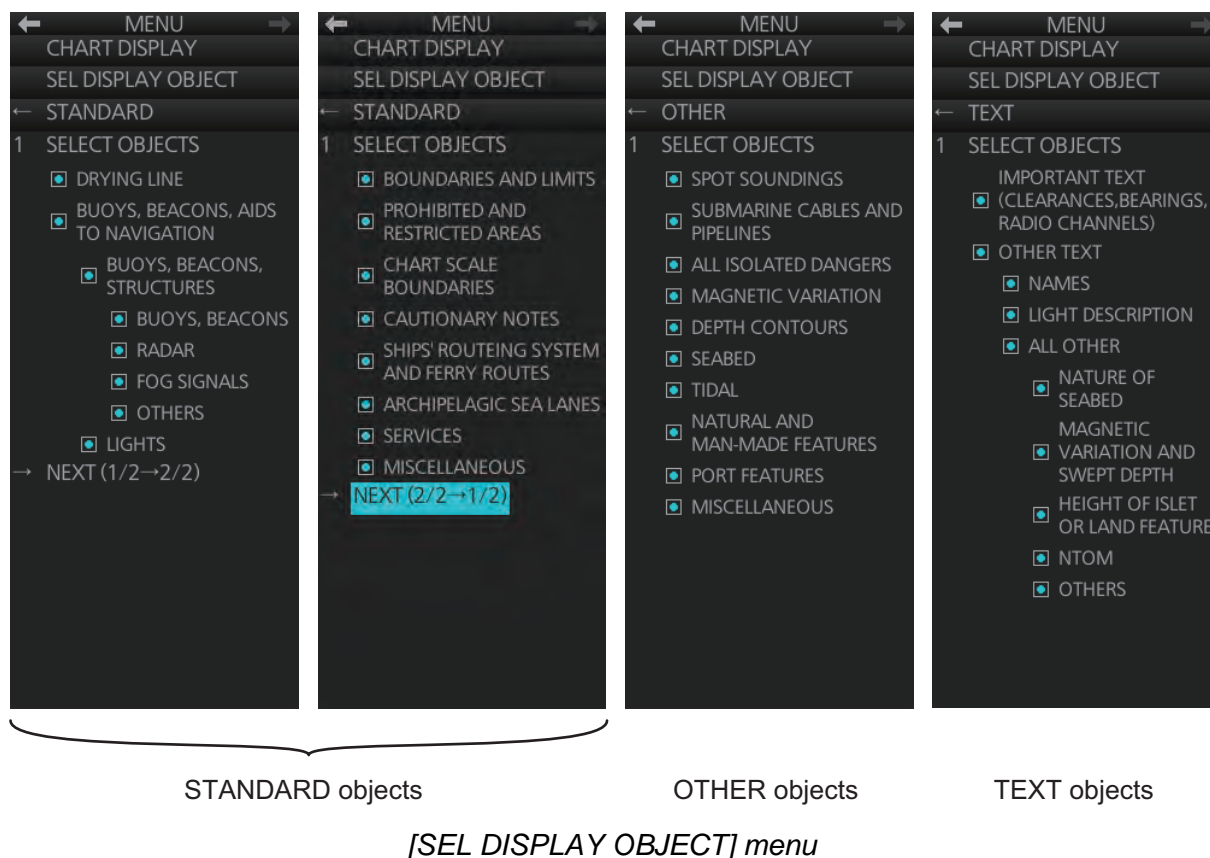 MENU
CHART DISPLAY
SEL DISPLAY OBJECT
← STANDARD
1 SELECT OBJECTS
DRYING LINE
BUOYS, BEACONS, AIDS
TO NAVIGATION
BUOYS, BEACONS,
STRUCTURES
BUOYS, BEACONS
RADAR
FOG SIGNALS
OTHERS
LIGHTS
→ NEXT (1/2→2/2)
MENU
CHART DISPLAY
SEL DISPLAY OBJECT
← STANDARD
1 SELECT OBJECTS
BOUNDARIES AND LIMITS
PROHIBITED AND
RESTRICTED AREAS
CHART SCALE
BOUNDARIES
CAUTIONARY NOTES
SHIPS' ROUTEING SYSTEM
AND FERRY ROUTES
ARCHIPELAGIC SEA LANES
SERVICES
MISCELLANEOUS
→ NEXT (2/2→1/2)
MENU
CHART DISPLAY
SEL DISPLAY OBJECT
← OTHER
1 SELECT OBJECTS
SPOT SOUNDINGS
SUBMARINE CABLES AND
PIPELINES
ALL ISOLATED DANGERS
MAGNETIC VARIATION
DEPTH CONTOURS
SEABED
TIDAL
NATURAL AND
MAN-MADE FEATURES
PORT FEATURES
MISCELLANEOUS
MENU
CHART DISPLAY
SEL DISPLAY OBJECT
← TEXT
1 SELECT OBJECTS
IMPORTANT TEXT
(CLEARANCES,BEARINGS,
RADIO CHANNELS)
OTHER TEXT
NAMES
LIGHT DESCRIPTION
ALL OTHER
NATURE OF
SEABED
MAGNETIC
VARIATION AND
SWEPT DEPTH
HEIGHT OF ISLET
OR LAND FEATURE
NTOM
OTHERS
STANDARD objects
OTHER objects
TEXT objects
[SEL DISPLAY OBJECT] menu